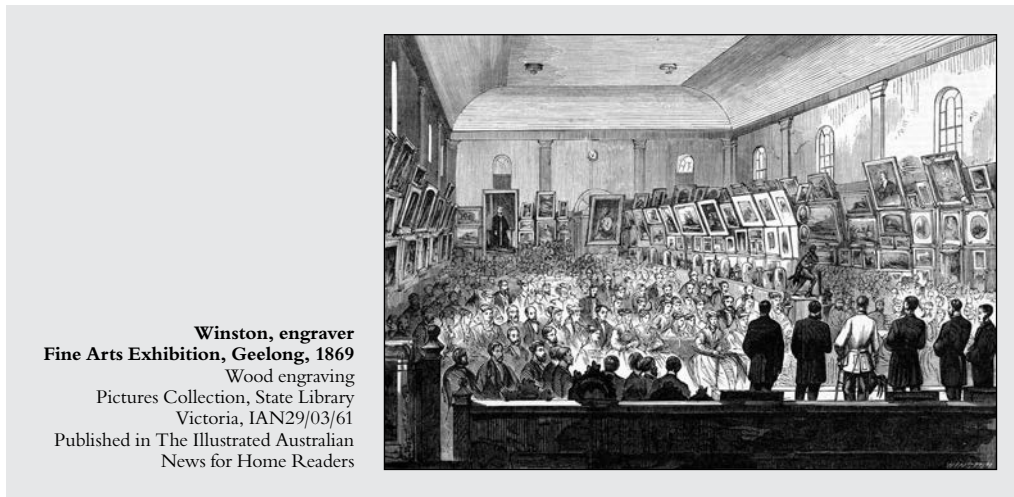 Winston, engraver
Fine Arts Exhibition, Geelong, 1869
Wood engraving
Pictures Collection, State Library
Victoria, IAN29/03/61
Published in The Illustrated Australian
News for Home Readers